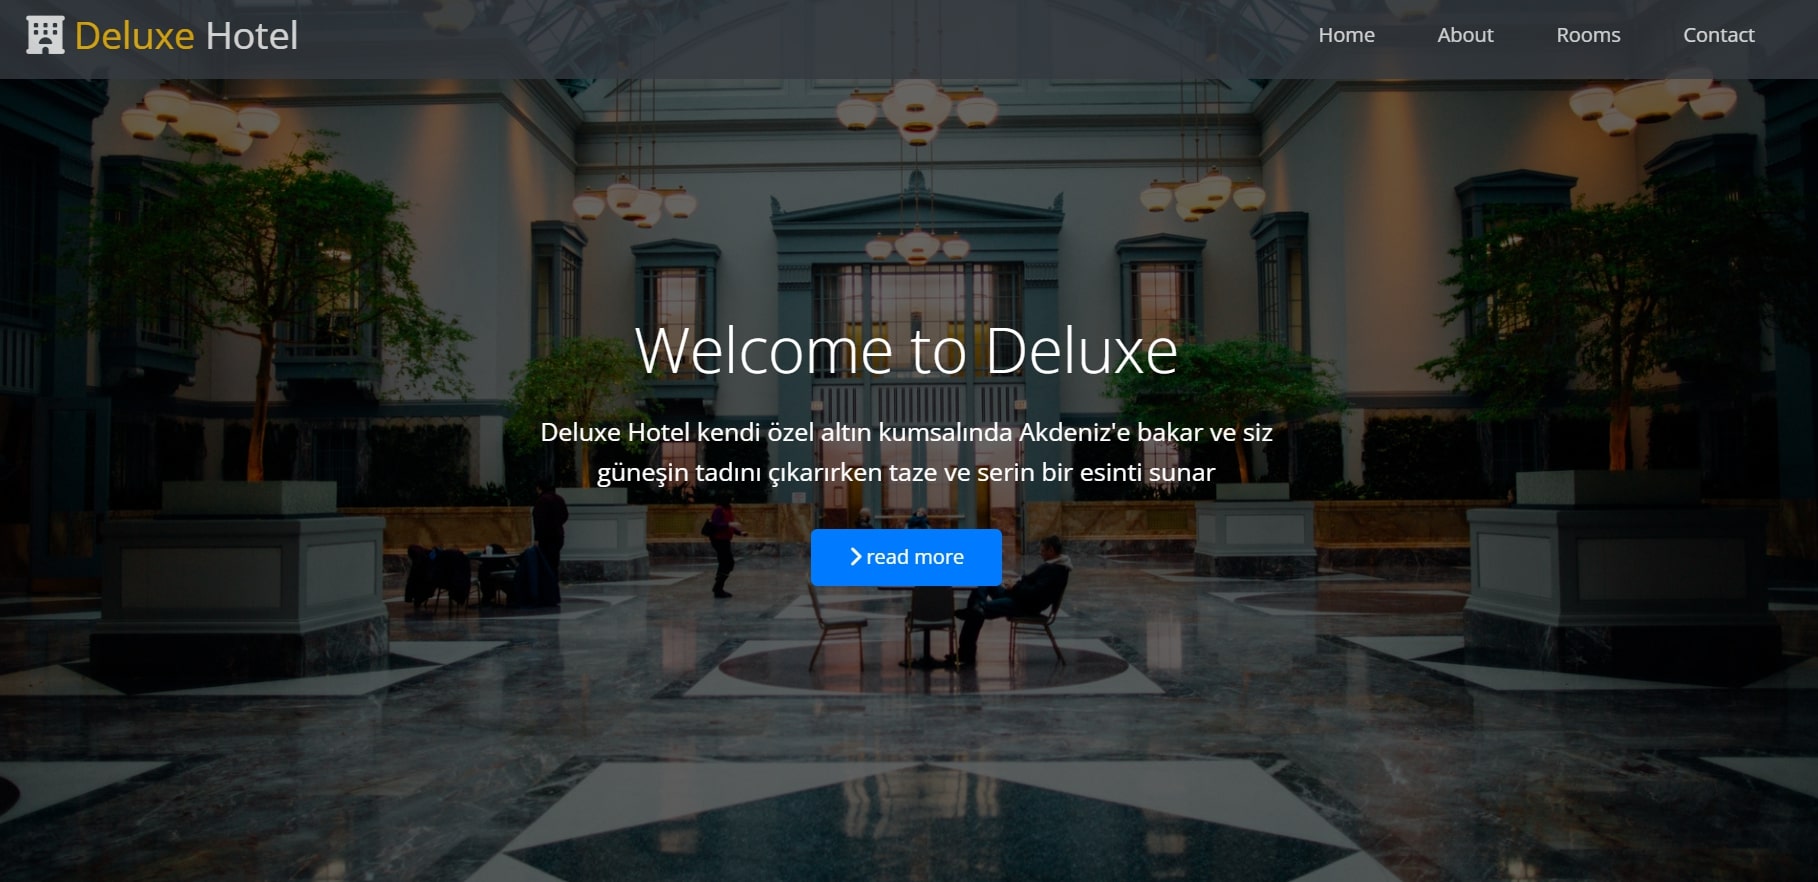 Deluxe Hotel
Home
About
Rooms
Contact
Welcome to Deluxe
Deluxe Hotel kendi özel altın kumsalında Akdeniz'e bakar ve siz
güneşin tadını çıkarırken taze ve serin bir esinti sunar
read more